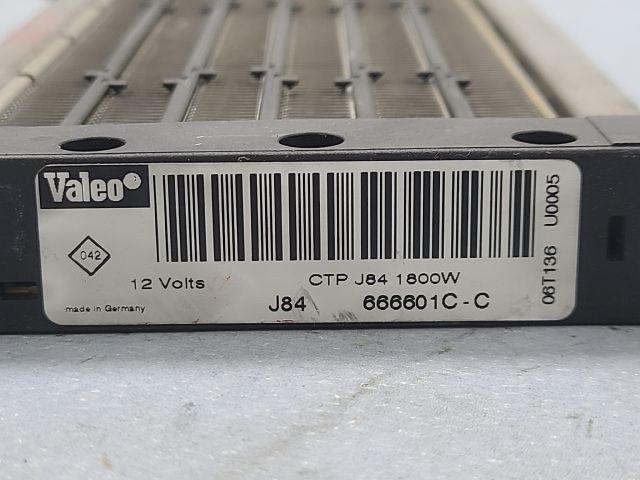 Valeo
042
12 Volts
CTP J84 1800W
made in Germany
J84 666601C-C
08T136 U0005